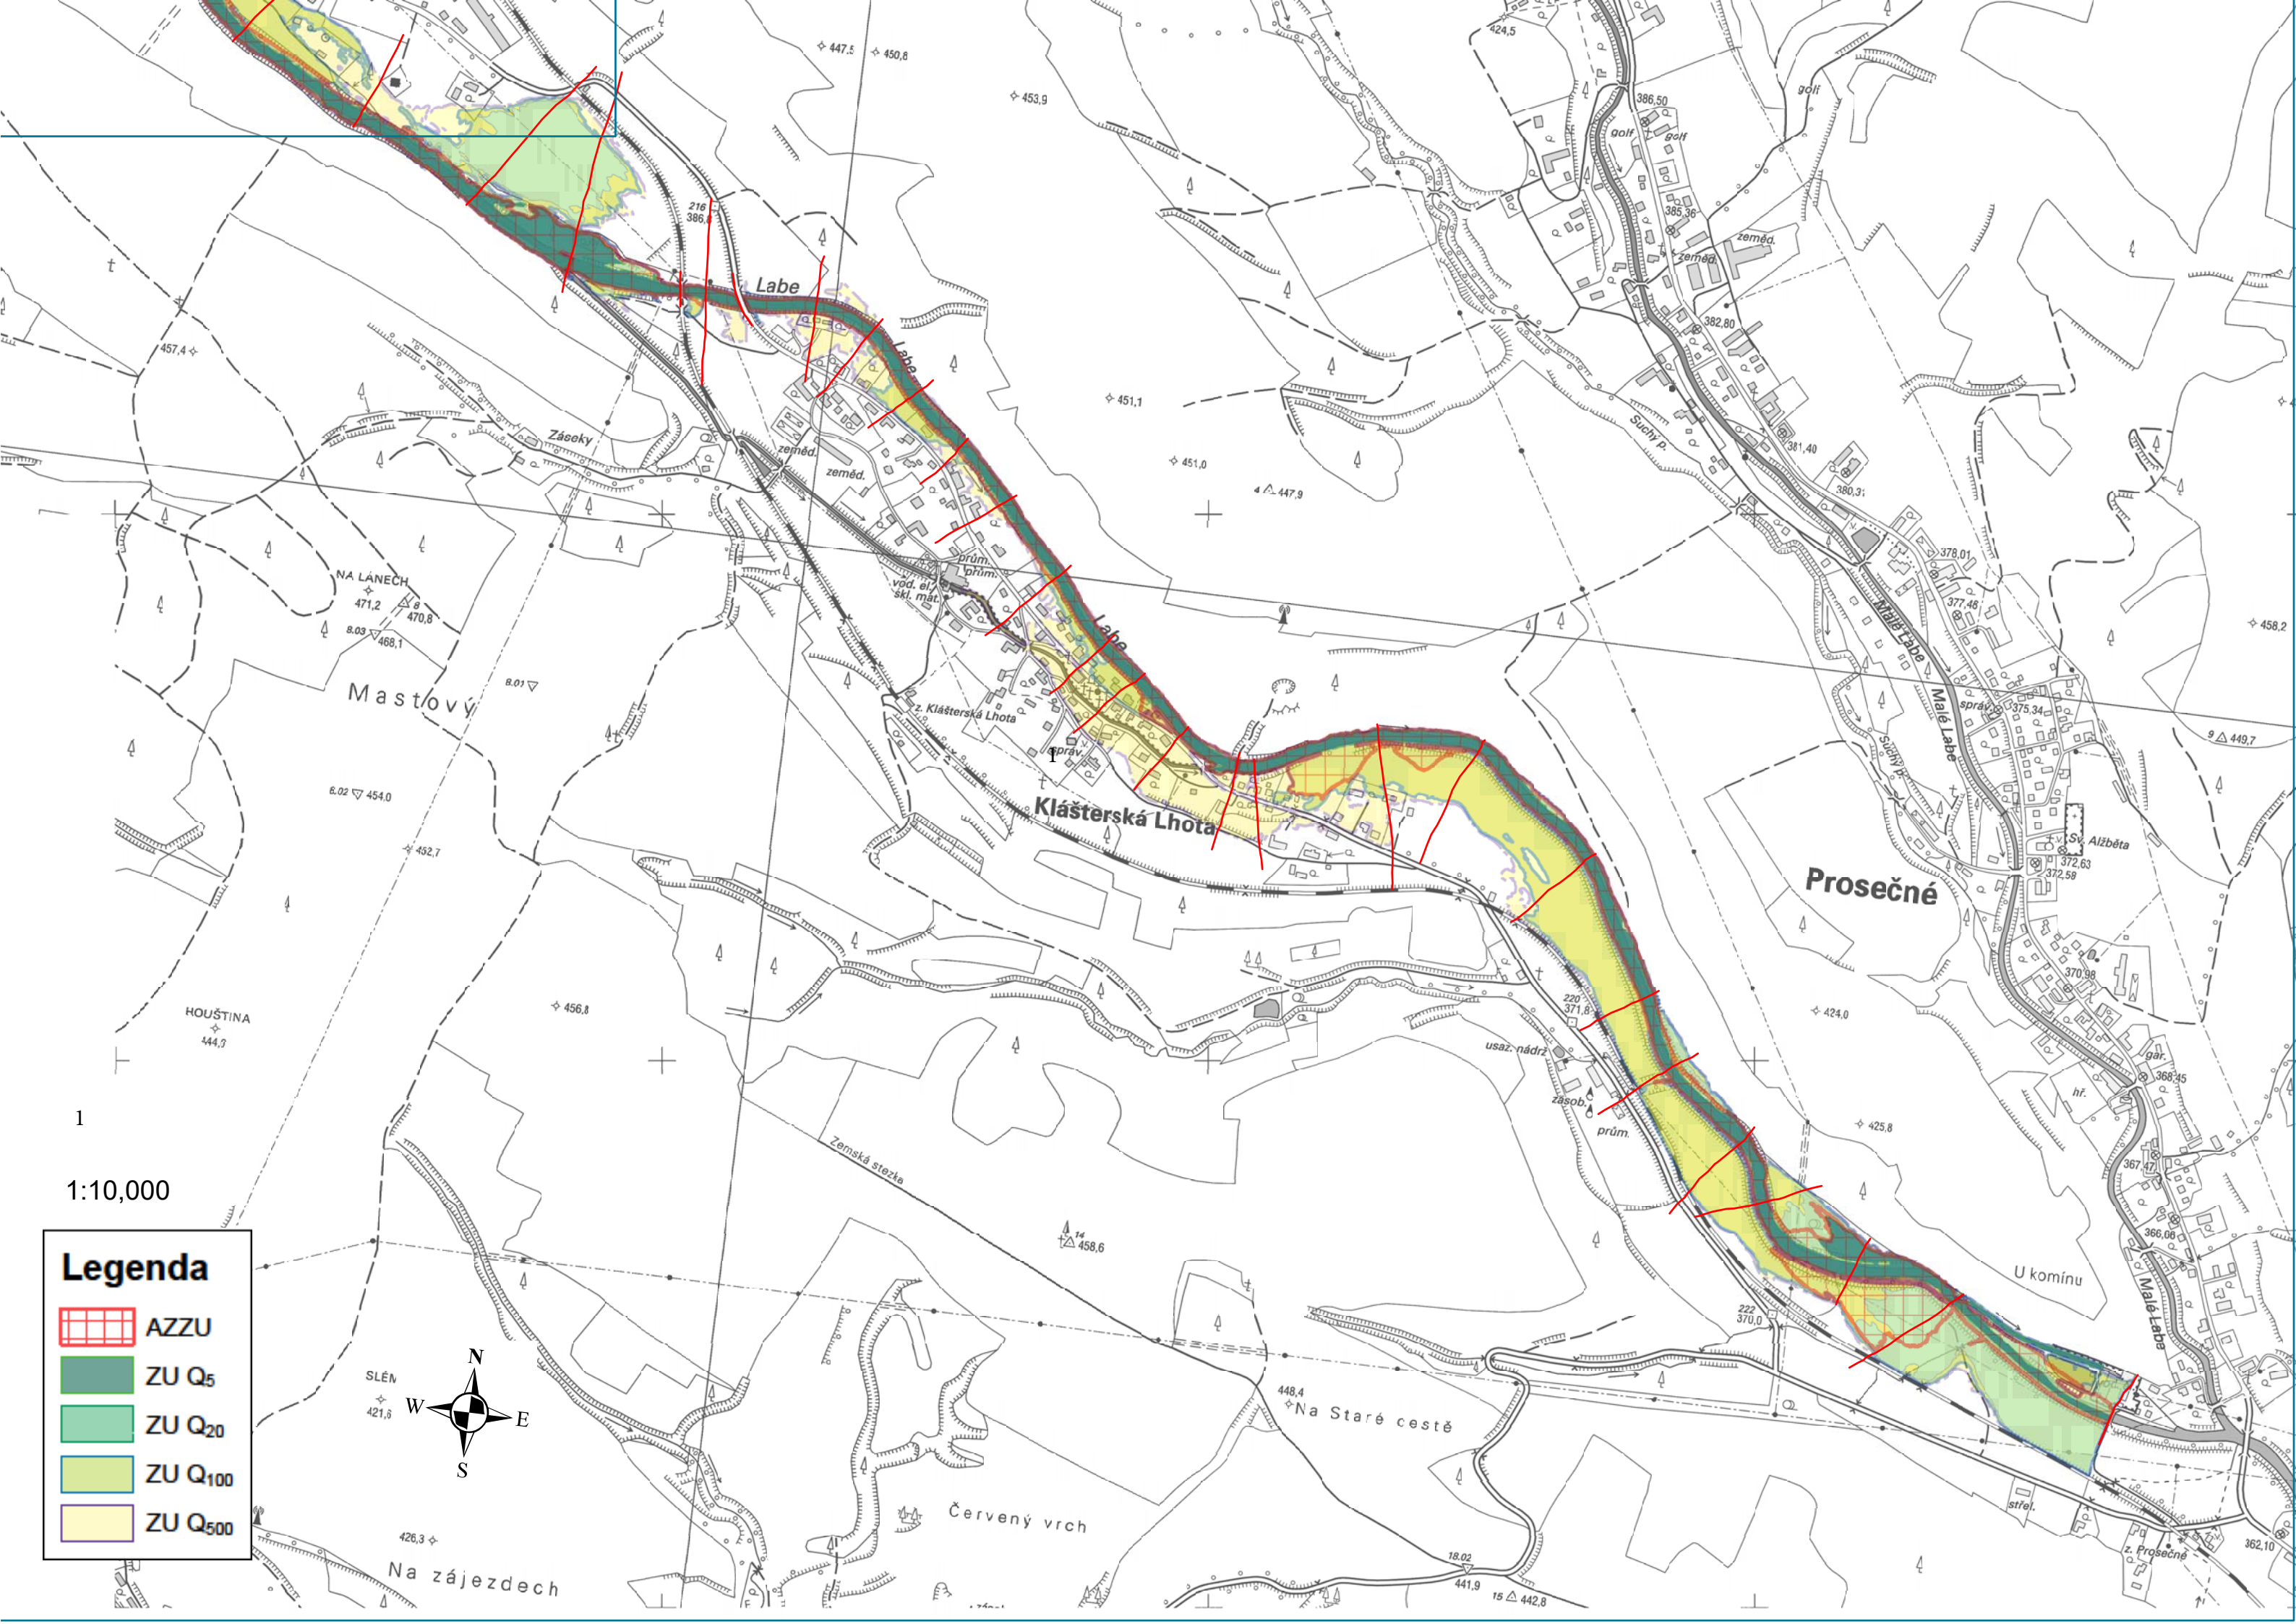 424,5
447,5
450,8
453,9
golf
386,50
golf
golf
385,36
zeměd.
zeměd.
216
386,8
Labe
Labe
382,80
457,4
451,1
Suchý p.
381,40
Záseky
zeměd.
zeměd.
451,0
4 447,9
380,31
378,01
prům.
prům.
vod. el.
skl. mat.
NA LÁNECH
471,2
8
470,8
8.03
468,1
377,46
Malé Labe
458,2
Labe
8.01
Mastový
z. Klášterská Lhota
správ.
375,34
Malé Labe
správ.
1
9 449,7
Suchý p.
8.02 454,0
Klášterská Lhota
452,7
Sv. Alžběta
372,63
372,58
Prosečné
370,98
456,8
HOUŠTINA
444,3
220
371,8
424,0
usaz. nádrž
gar.
368,45
hř.
zásob.
prům.
425,8
1
Zemská stezka
367,47
1:10,000
14
458,6
366,06
U komínu
Malé Labe
Legenda
AZZU
ZU Q5
ZU Q20
ZU Q100
ZU Q500
222
370,0
N
W
E
S
421,6
448,4
Na Staré cestě
Červený vrch
střel.
426,3
Na zájezdech
z. Prosečné
362,10
18.02
441,9
15 442,8